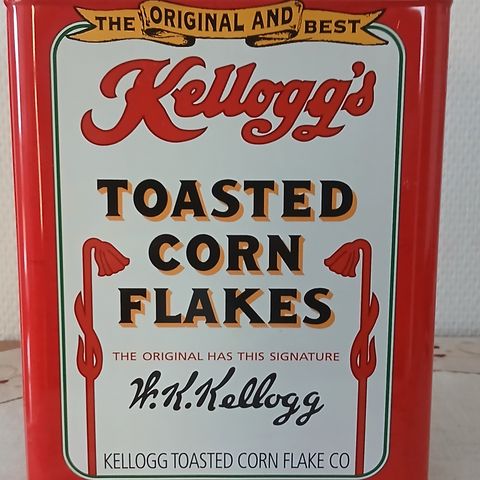 THE ORIGINAL AND BEST
Kellogg's
TOASTED
CORN
FLAKES
THE ORIGINAL HAS THIS SIGNATURE
W.K.Kellogg
KELLOGG TOASTED CORN FLAKE CO